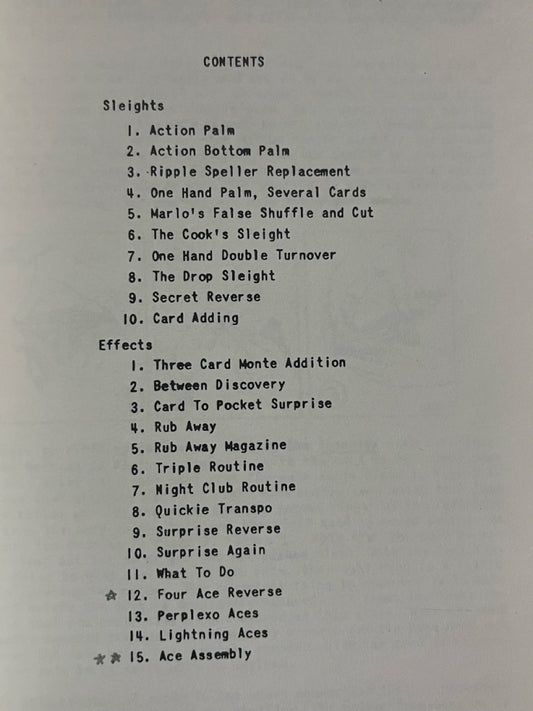 CONTENTS
Sleights
1. Action Palm
2. Action Bottom Palm
3. Ripple Speller Replacement
4. One Hand Palm, Several Cards
5. Marlo's False Shuffle and Cut
6. The Cook's Sleight
7. One Hand Double Turnover
8. The Drop Sleight
9. Secret Reverse
10. Card Adding
Effects
1. Three Card Monte Addition
2. Between Discovery
3. Card To Pocket Surprise
4. Rub Away
5. Rub Away Magazine
6. Triple Routine
7. Night Club Routine
8. Quickie Transpo
9. Surprise Reverse
10. Surprise Again
11. What To Do
☆ 12. Four Ace Reverse
13. Perplexo Aces
14. Lightning Aces
☆☆ 15. Ace Assembly